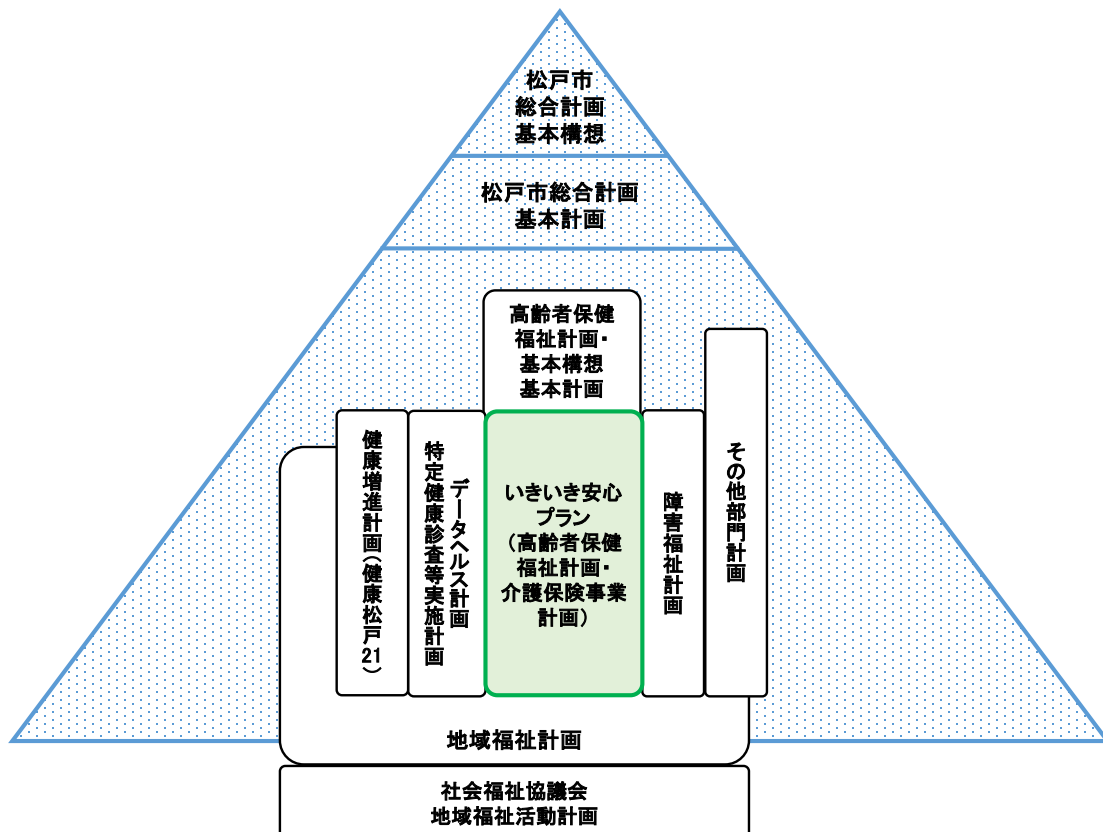 松戸市
総合計画
基本構想
松戸市総合計画
基本計画
高齢者保健
福祉計画・
基本構想
基本計画
健康増進計画（健康松戸21）
データヘルス計画
特定健康診査等実施計画
いきいき安心
プラン
（高齢者保健
福祉計画・
介護保険事業
計画）
障害福祉計画
その他部門計画
地域福祉計画
社会福祉協議会
地域福祉活動計画